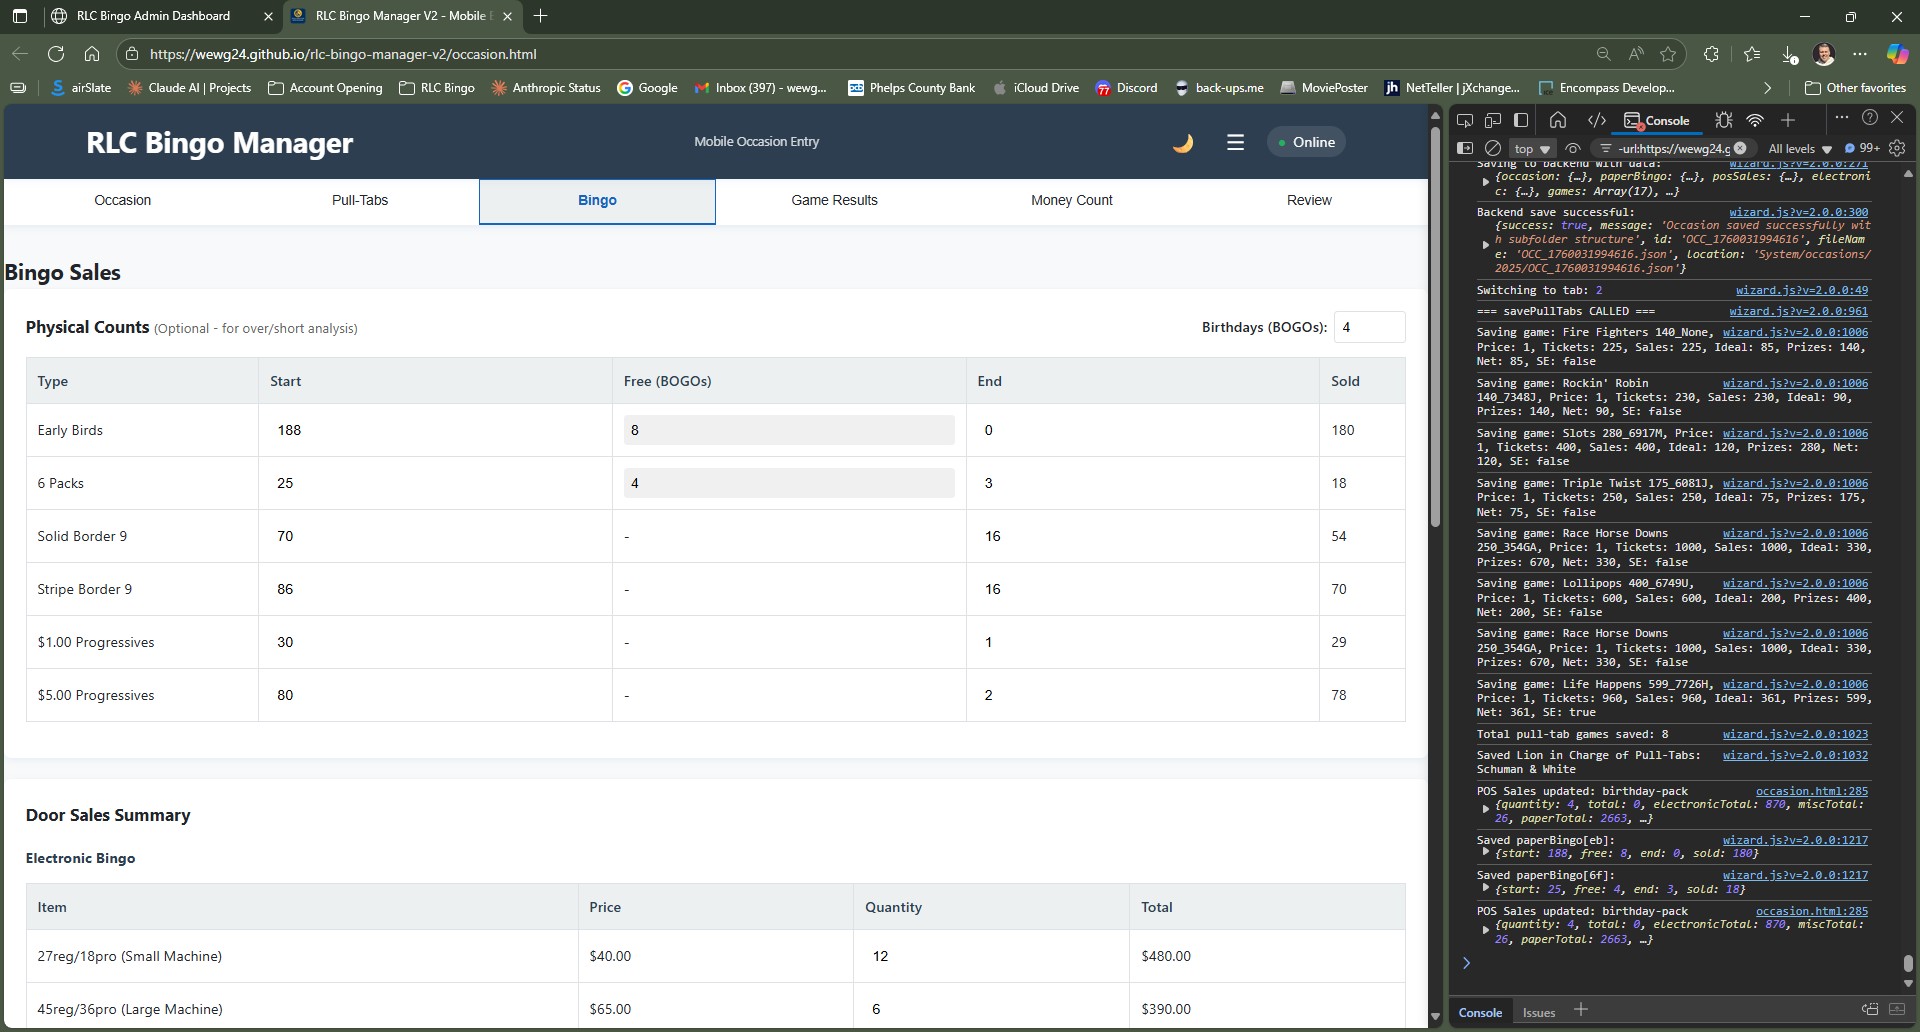 RLC Bingo Admin Dashboard
RLC Bingo Manager V2 - Mobile
https://wewg24.github.io/rlc-bingo-manager-v2/occasion.html
airSlate
Claude AI | Projects
Account Opening
RLC Bingo
Anthropic Status
Google
Inbox (397) - wewg...
Phelps County Bank
iCloud Drive
Discord
back-ups.me
MoviePoster
NetTeller | jXchange...
Encompass Develop...
Other favorites
RLC Bingo Manager
Mobile Occasion Entry
Online
Occasion
Pull-Tabs
Bingo
Game Results
Money Count
Review
Bingo Sales
Physical Counts (Optional - for over/short analysis)
Birthdays (BOGOs): 4
Type Start Free (BOGOs) End Sold
Early Birds 188 8 0 180
6 Packs 25 4 3 18
Solid Border 9 70 - 16 54
Stripe Border 9 86 - 16 70
$1.00 Progressives 30 - 1 29
$5.00 Progressives 80 - 2 78
Door Sales Summary
Electronic Bingo
Item Price Quantity Total
27reg/18pro (Small Machine) $40.00 12 $480.00
45reg/36pro (Large Machine) $65.00 6 $390.00
Console
top
-url:https://wewg24.g
All levels
99+
Saving to backend with data: wizard.js?v=2.0.0:271
{occasion: {…}, paperBingo: {…}, posSales: {…}, electroni
c: {…}, games: Array(17), …}
Backend save successful: wizard.js?v=2.0.0:300
{success: true, message: 'Occasion saved successfully wit
h subfolder structure', id: 'OCC_1760031994616', fileNam
e: 'OCC_1760031994616.json', location: 'System/occasions/
2025/OCC_1760031994616.json'}
Switching to tab: 2 wizard.js?v=2.0.0:49
=== savePullTabs CALLED === wizard.js?v=2.0.0:961
Saving game: Fire Fighters 140_None, wizard.js?v=2.0.0:1006
Price: 1, Tickets: 225, Sales: 225, Ideal: 85, Prizes: 140,
Net: 85, SE: false
Saving game: Rockin' Robin wizard.js?v=2.0.0:1006
140_7348J, Price: 1, Tickets: 230, Sales: 230, Ideal: 90,
Prizes: 140, Net: 90, SE: false
Saving game: Slots 280_6917M, Price: wizard.js?v=2.0.0:1006
1, Tickets: 400, Sales: 400, Ideal: 120, Prizes: 280, Net:
120, SE: false
Saving game: Triple Twist 175_6081J, wizard.js?v=2.0.0:1006
Price: 1, Tickets: 250, Sales: 250, Ideal: 75, Prizes: 175,
Net: 75, SE: false
Saving game: Race Horse Downs wizard.js?v=2.0.0:1006
250_354GA, Price: 1, Tickets: 1000, Sales: 1000, Ideal: 330,
Prizes: 670, Net: 330, SE: false
Saving game: Lollipops 400_6749U, wizard.js?v=2.0.0:1006
Price: 1, Tickets: 600, Sales: 600, Ideal: 200, Prizes: 400,
Net: 200, SE: false
Saving game: Race Horse Downs wizard.js?v=2.0.0:1006
250_354GA, Price: 1, Tickets: 1000, Sales: 1000, Ideal: 330,
Prizes: 670, Net: 330, SE: false
Saving game: Life Happens 599_7726H, wizard.js?v=2.0.0:1006
Price: 1, Tickets: 960, Sales: 960, Ideal: 361, Prizes: 599,
Net: 361, SE: true
Total pull-tab games saved: 8 wizard.js?v=2.0.0:1023
Saved Lion in Charge of Pull-Tabs: wizard.js?v=2.0.0:1032
Schuman & White
POS Sales updated: birthday-pack occasion.html:285
{quantity: 4, total: 0, electronicTotal: 870, miscTotal:
26, paperTotal: 2663, …}
Saved paperBingo[eb]: wizard.js?v=2.0.0:1217
{start: 188, free: 8, end: 0, sold: 180}
Saved paperBingo[6f]: wizard.js?v=2.0.0:1217
{start: 25, free: 4, end: 3, sold: 18}
POS Sales updated: birthday-pack occasion.html:285
{quantity: 4, total: 0, electronicTotal: 870, miscTotal:
26, paperTotal: 2663, …}
Console
Issues